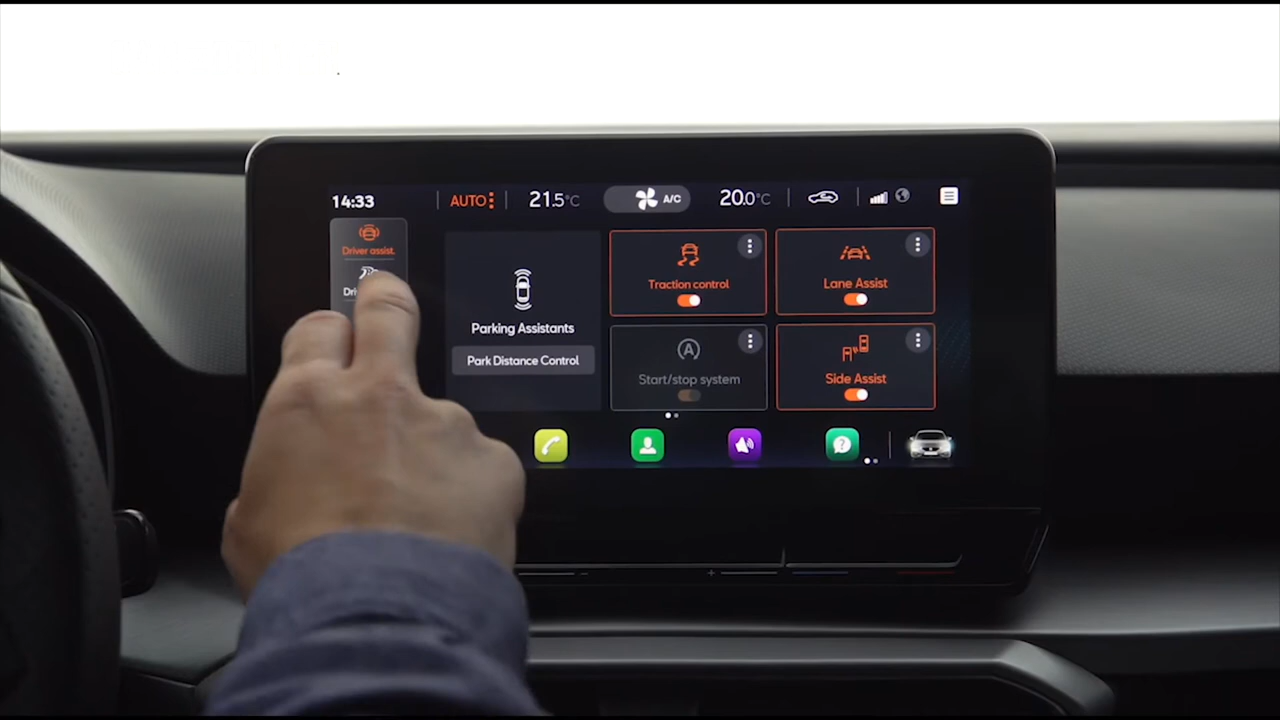 14:33
AUTO
21.5°C
A/C
20.0°C
Driver assist.
Parking Assistants
Park Distance Control
Traction control
Lane Assist
A
Start/stop system
Side Assist